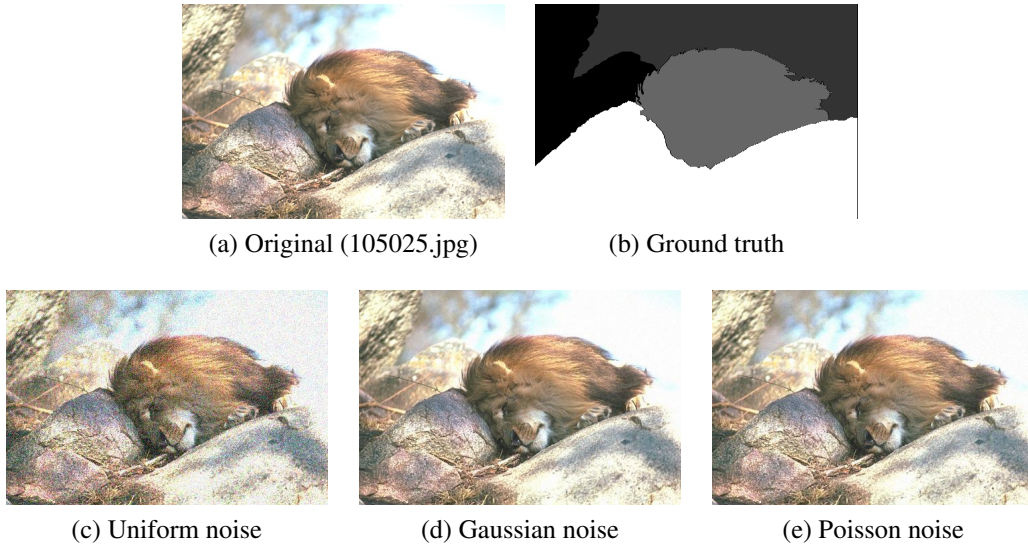 (a) Original (105025.jpg)
(b) Ground truth
(c) Uniform noise
(d) Gaussian noise
(e) Poisson noise